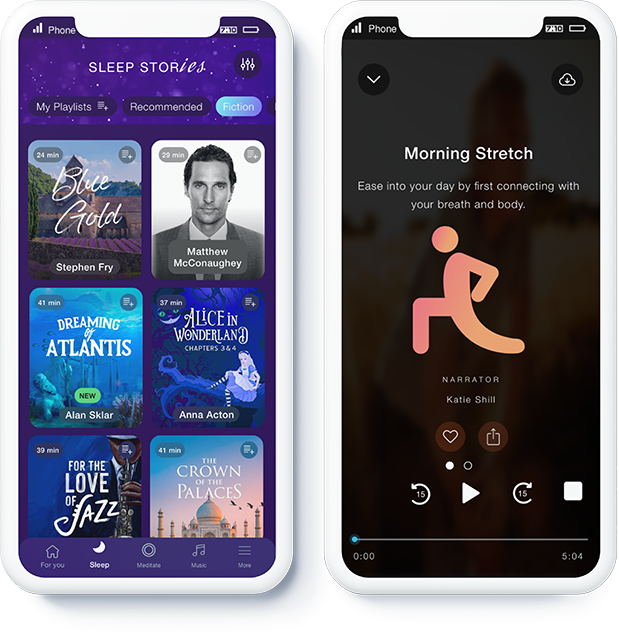 Phone
SLEEP STORies
My Playlists
Recommended
Fiction
24 min
Blue
Gold
Stephen Fry
29 min
Matthew
McConaughey
41 min
DREAMING
of
ATLANTIS
NEW
Alan Sklar
37 min
ALICE IN
WONDERLAND
CHAPTERS 3 & 4
Anna Acton
39 min
FOR THE
LOVE
OF
JAZZ
41 min
THE
CROWN
OF THE
PALACES
For you
Sleep
Meditate
Music
More
Phone
Morning Stretch
Ease into your day by first connecting with
your breath and body.
NARRATOR
Katie Shill
15
15
0:00
5:04